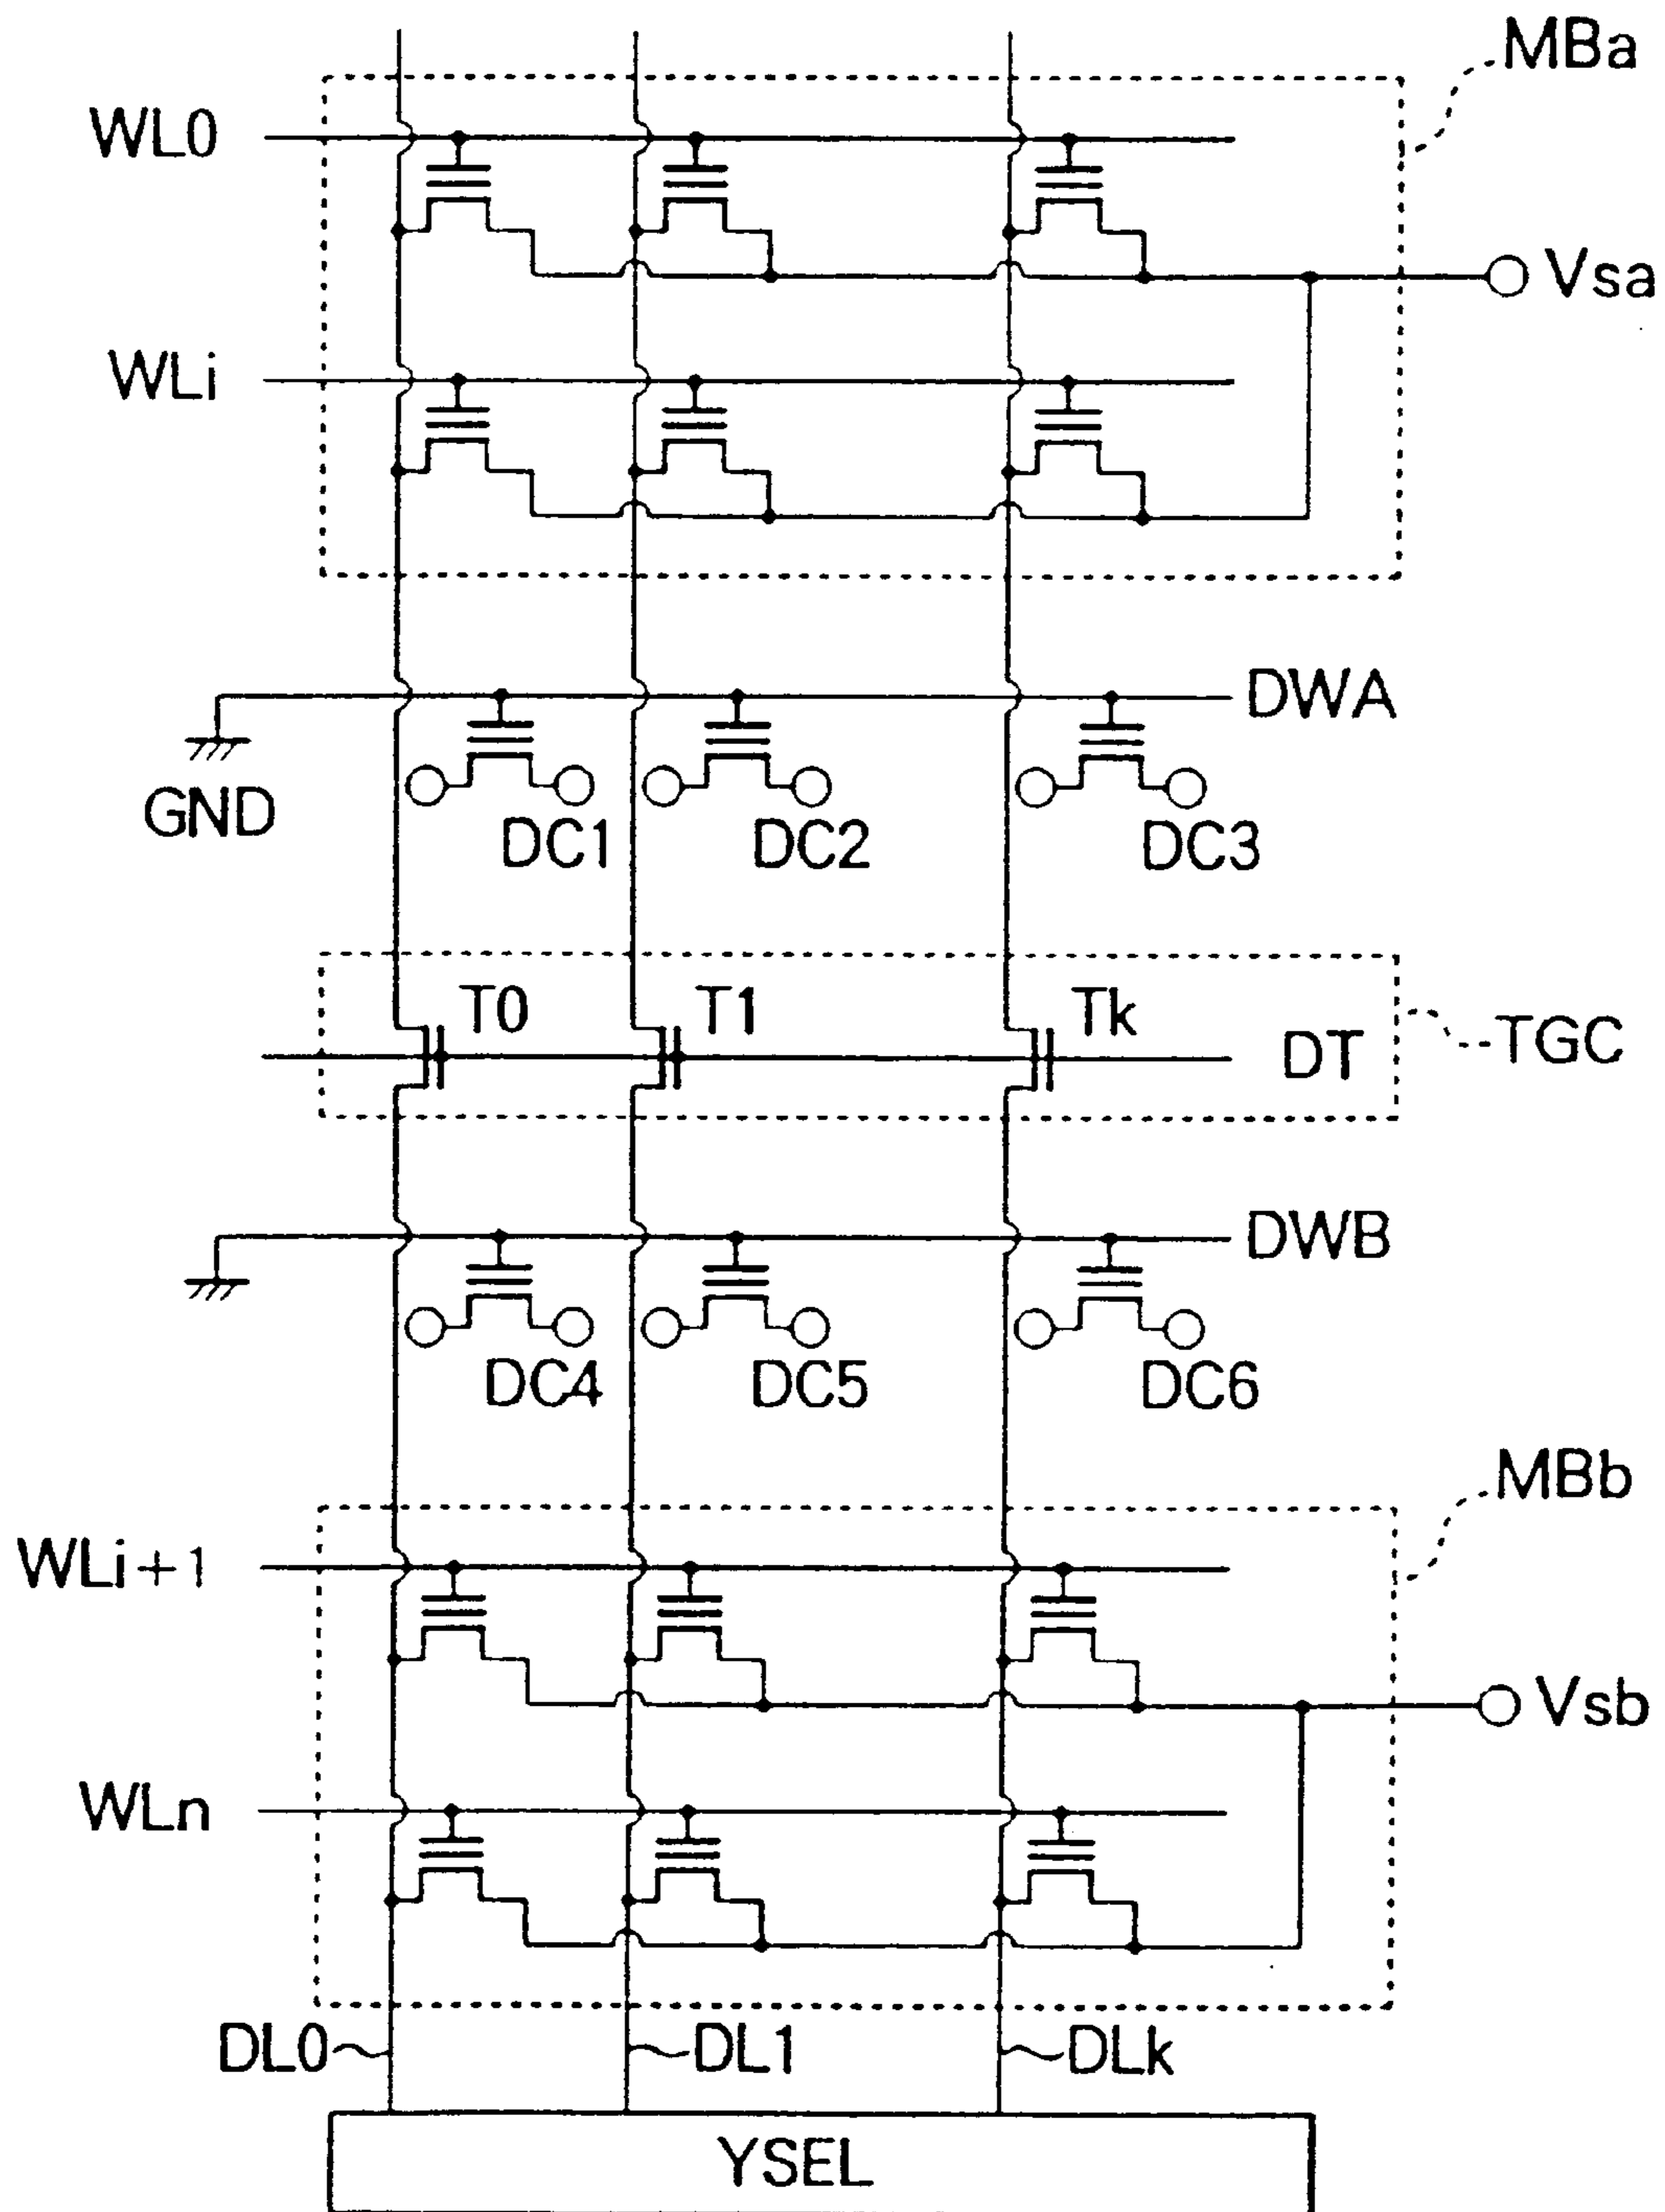 MBa
WL0
Vsa
WLi
DWA
GND
DC1
DC2
DC3
T0
T1
Tk
DT
TGC
DWB
DC4
DC5
DC6
MBb
WLi+1
Vsb
WLn
DL0
DL1
DLk
YSEL